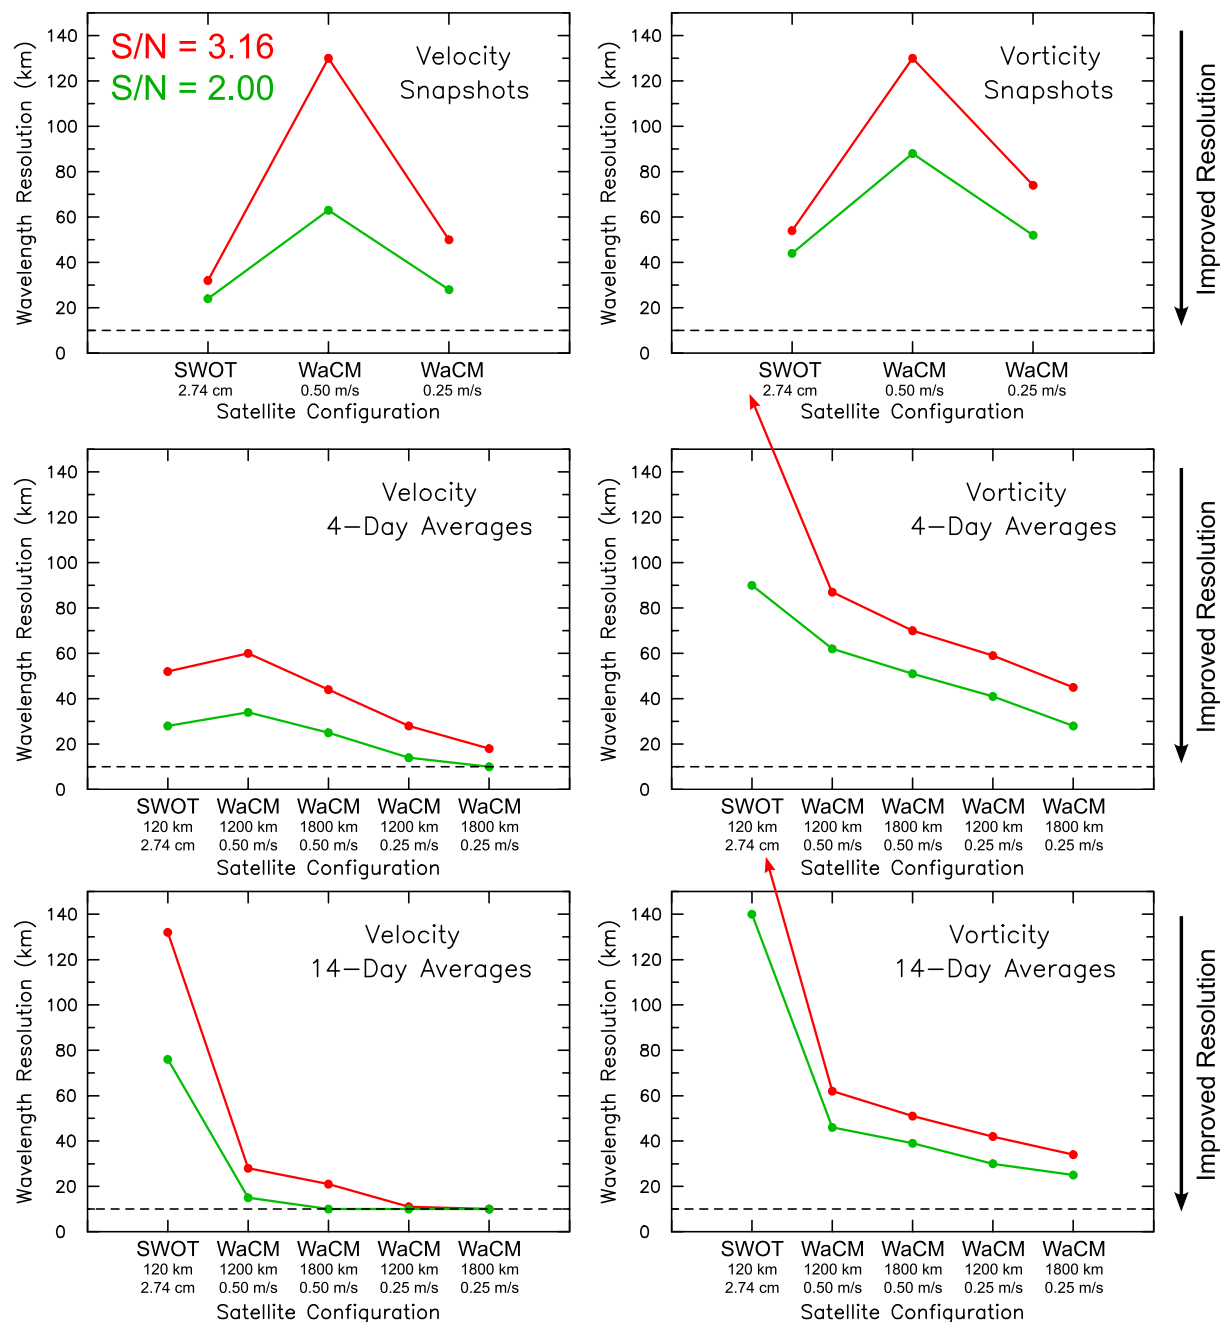 S/N = 3.16
S/N = 2.00
Velocity
Snapshots
Wavelength Resolution (km)
140
120
100
80
60
40
20
0
SWOT WaCM WaCM
2.74 cm 0.50 m/s 0.25 m/s
Satellite Configuration
Vorticity
Snapshots
Wavelength Resolution (km)
140
120
100
80
60
40
20
0
SWOT WaCM WaCM
2.74 cm 0.50 m/s 0.25 m/s
Satellite Configuration
Improved Resolution
Velocity
4-Day Averages
Wavelength Resolution (km)
140
120
100
80
60
40
20
0
SWOT WaCM WaCM WaCM WaCM
120 km 1200 km 1800 km 1200 km 1800 km
2.74 cm 0.50 m/s 0.50 m/s 0.25 m/s 0.25 m/s
Satellite Configuration
Vorticity
4-Day Averages
Wavelength Resolution (km)
140
120
100
80
60
40
20
0
SWOT WaCM WaCM WaCM WaCM
120 km 1200 km 1800 km 1200 km 1800 km
2.74 cm 0.50 m/s 0.50 m/s 0.25 m/s 0.25 m/s
Satellite Configuration
Improved Resolution
Velocity
14-Day Averages
Wavelength Resolution (km)
140
120
100
80
60
40
20
0
SWOT WaCM WaCM WaCM WaCM
120 km 1200 km 1800 km 1200 km 1800 km
2.74 cm 0.50 m/s 0.50 m/s 0.25 m/s 0.25 m/s
Satellite Configuration
Vorticity
14-Day Averages
Wavelength Resolution (km)
140
120
100
80
60
40
20
0
SWOT WaCM WaCM WaCM WaCM
120 km 1200 km 1800 km 1200 km 1800 km
2.74 cm 0.50 m/s 0.50 m/s 0.25 m/s 0.25 m/s
Satellite Configuration
Improved Resolution